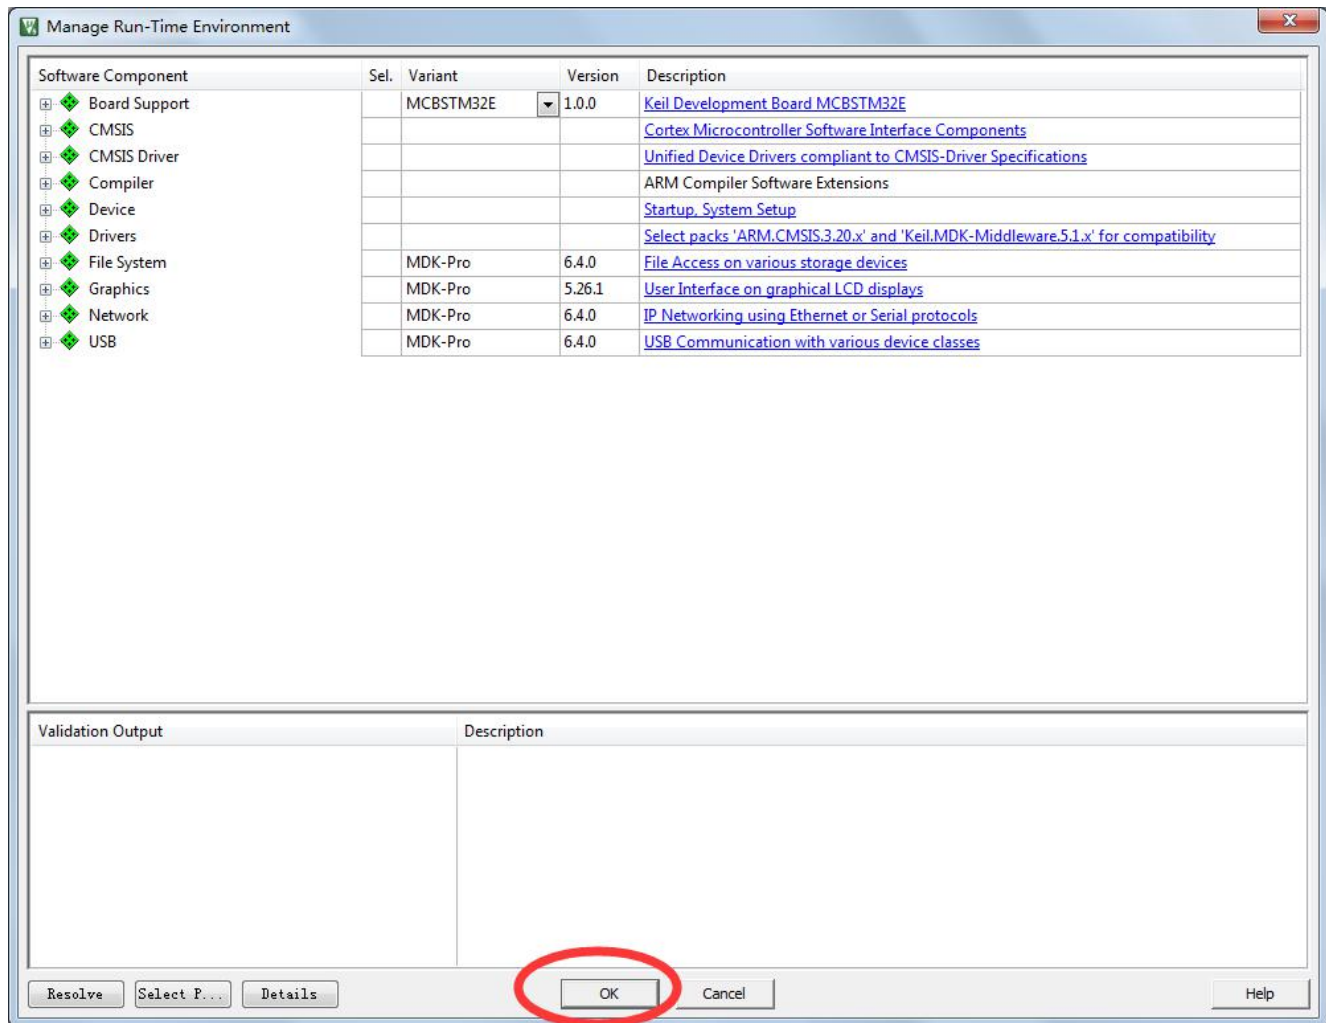 Manage Run-Time Environment
Software Component Sel. Variant Version Description
Board Support MCBSTM32E 1.0.0 Keil Development Board MCBSTM32E
CMSIS Cortex Microcontroller Software Interface Components
CMSIS Driver Unified Device Drivers compliant to CMSIS-Driver Specifications
Compiler ARM Compiler Software Extensions
Device Startup, System Setup
Drivers Select packs 'ARM.CMSIS.3.20.x' and 'Keil.MDK-Middleware.5.1.x' for compatibility
File System MDK-Pro 6.4.0 File Access on various storage devices
Graphics MDK-Pro 5.26.1 User Interface on graphical LCD displays
Network MDK-Pro 6.4.0 IP Networking using Ethernet or Serial protocols
USB MDK-Pro 6.4.0 USB Communication with various device classes
Validation Output Description
Resolve Select P... Details OK Cancel Help